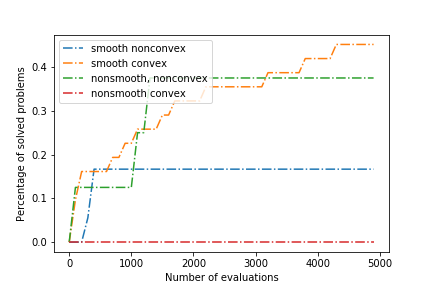 smooth nonconvex
smooth convex
nonsmooth, nonconvex
nonsmooth convex
Percentage of solved problems
0.4
0.3
0.2
0.1
0.0
0 1000 2000 3000 4000 5000
Number of evaluations